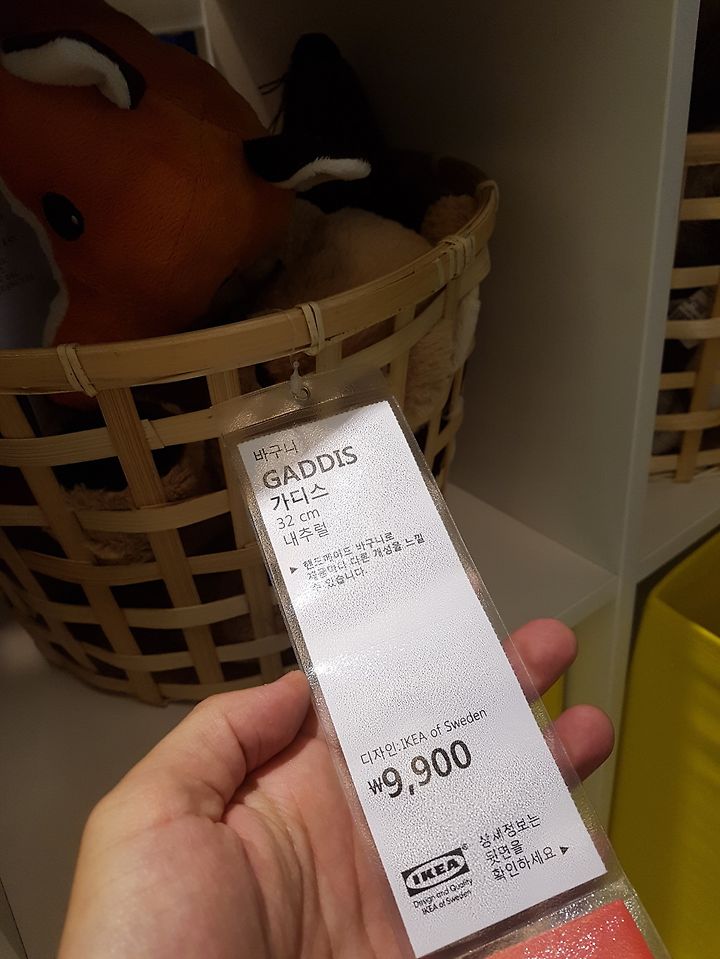 바구니
GADDIS
가디스
32 cm
내추럴
▶ 핸드메이드 바구니로
제품마다 다른 개성을 느낄
수 있습니다.
디자인:IKEA of Sweden
₩9,900
IKEA®
Design and Quality
IKEA of Sweden
상세정보는
뒷면을
확인하세요 ▶